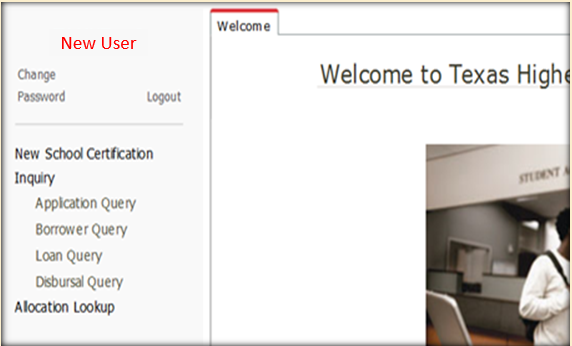 New User
Change
Password Logout
New School Certification
Inquiry
Application Query
Borrower Query
Loan Query
Disbursal Query
Allocation Lookup
Welcome
Welcome to Texas Highe
STUDENT A